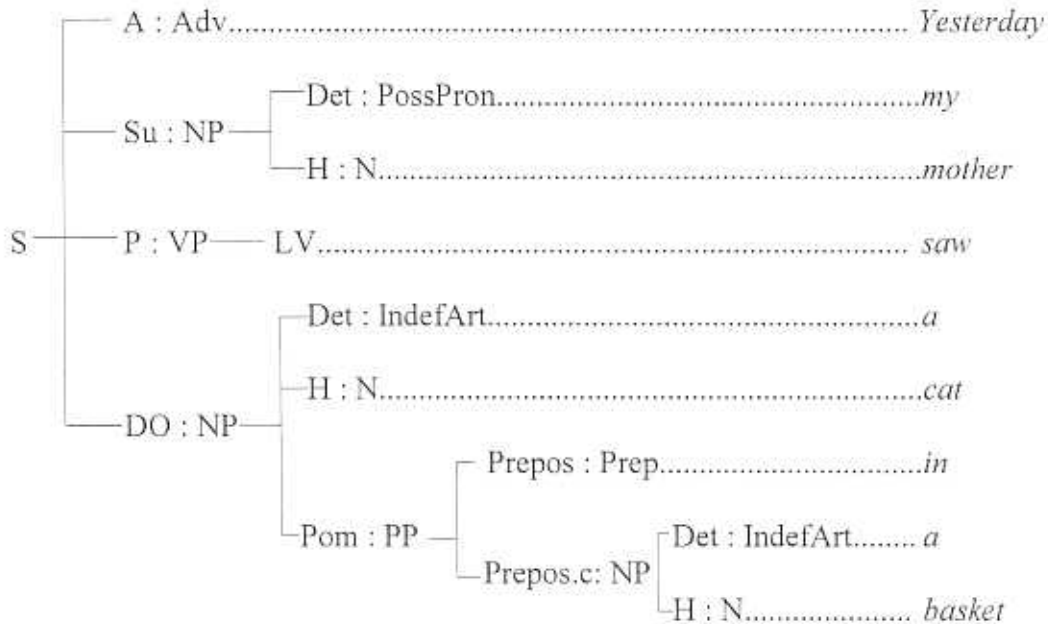 A : Adv........................................................................................ Yesterday
Det : PossPron.......................................................my
Su : NP
H : N.......................................................................mother
S P : VP LV............................................................................... saw
Det : IndefArt........................................................a
H : N.......................................................................cat
DO : NP
Prepos : Prep.................................in
Pom : PP
Det : IndefArt........ a
Prepos.c: NP
H : N..................... basket